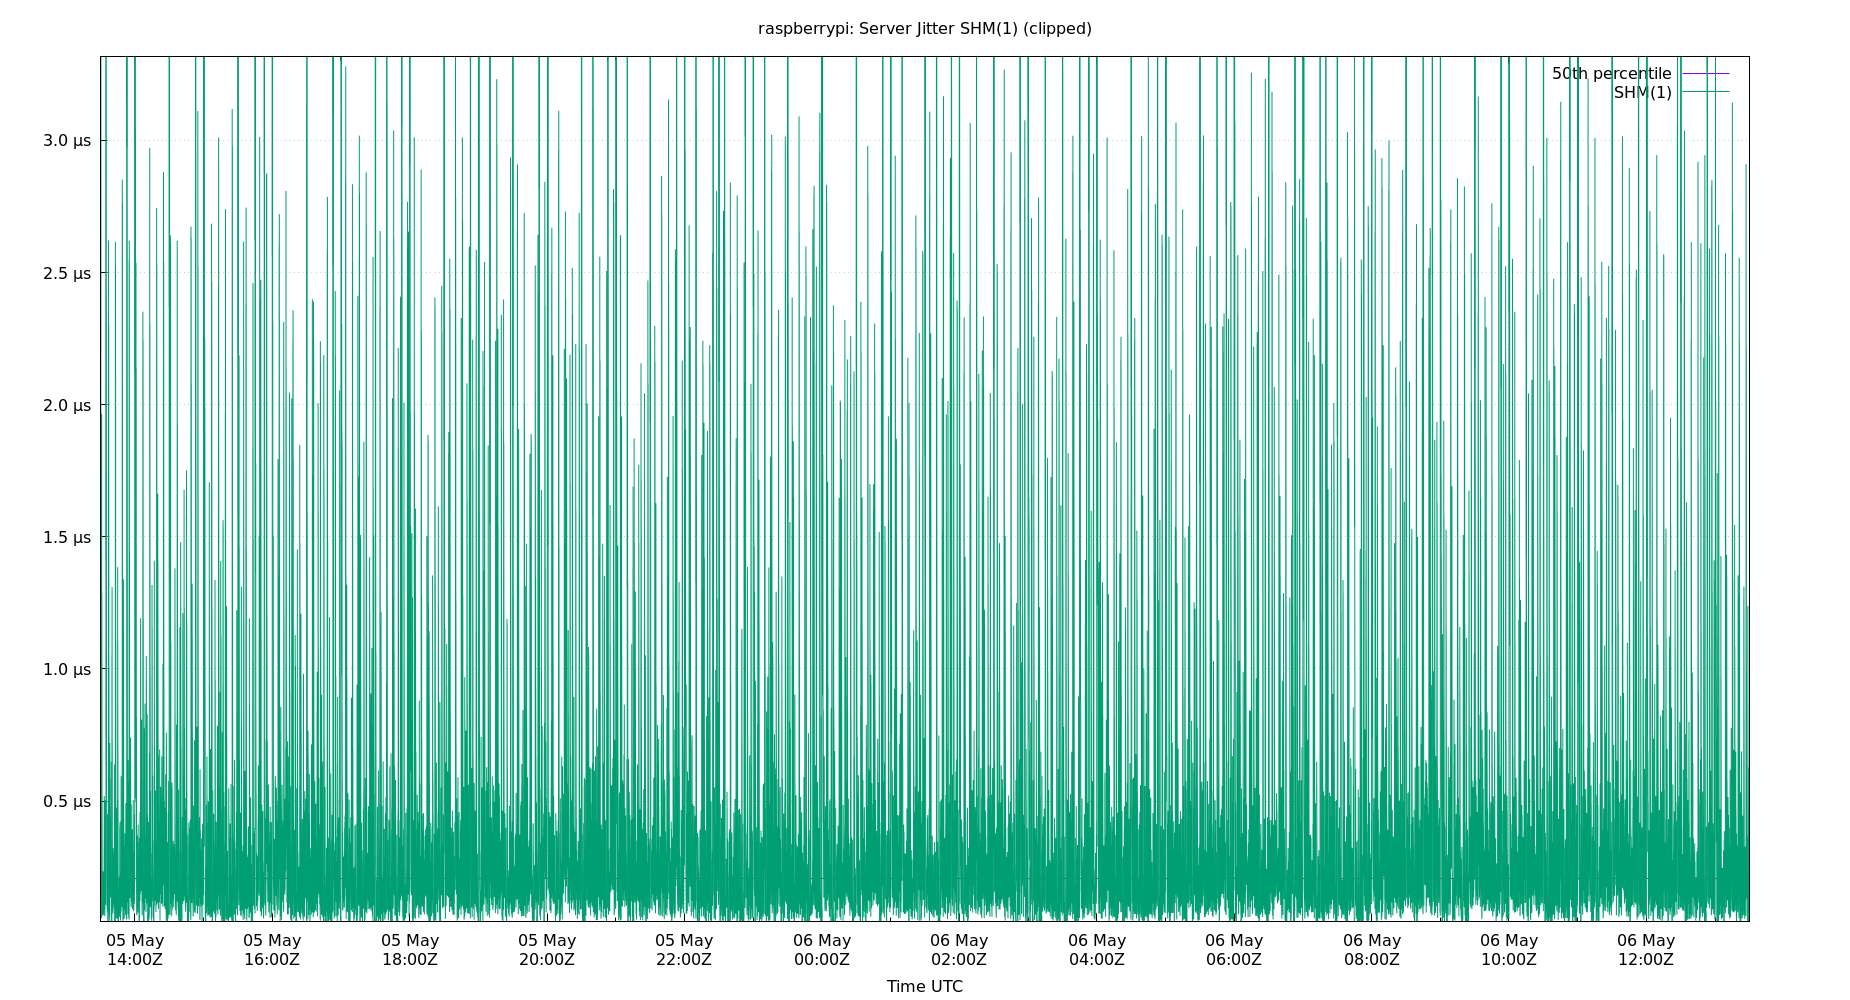 raspberrypi: Server Jitter SHM(1) (clipped)
50th percentile
SHM(1)
3.0 µs
2.5 µs
2.0 µs
1.5 µs
1.0 µs
0.5 µs
05 May 05 May 05 May 05 May 05 May 06 May 06 May 06 May 06 May 06 May 06 May 06 May
14:00Z 16:00Z 18:00Z 20:00Z 22:00Z 00:00Z 02:00Z 04:00Z 06:00Z 08:00Z 10:00Z 12:00Z
Time UTC